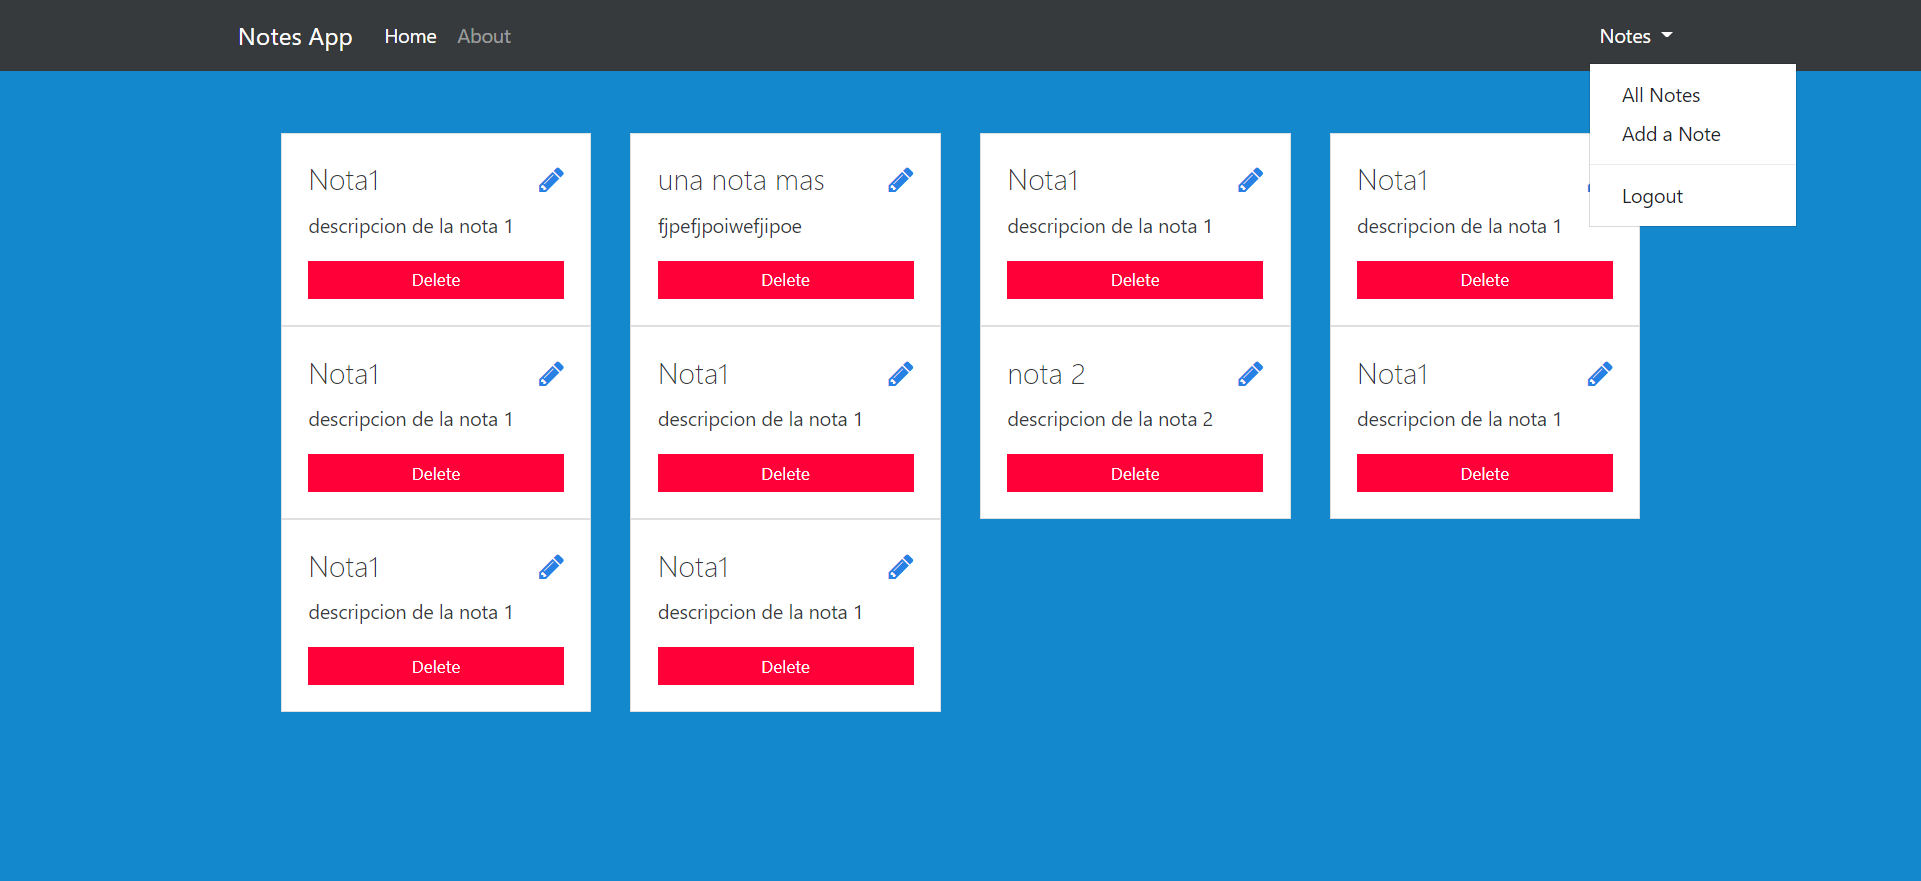 Notes App Home About Notes
All Notes
Add a Note
Logout
Nota1
descripcion de la nota 1
Delete
una nota mas
fjpefjpoiwefjipoe
Delete
Nota1
descripcion de la nota 1
Delete
Nota1
descripcion de la nota 1
Delete
Nota1
descripcion de la nota 1
Delete
Nota1
descripcion de la nota 1
Delete
nota 2
descripcion de la nota 2
Delete
Nota1
descripcion de la nota 1
Delete
Nota1
descripcion de la nota 1
Delete
Nota1
descripcion de la nota 1
Delete